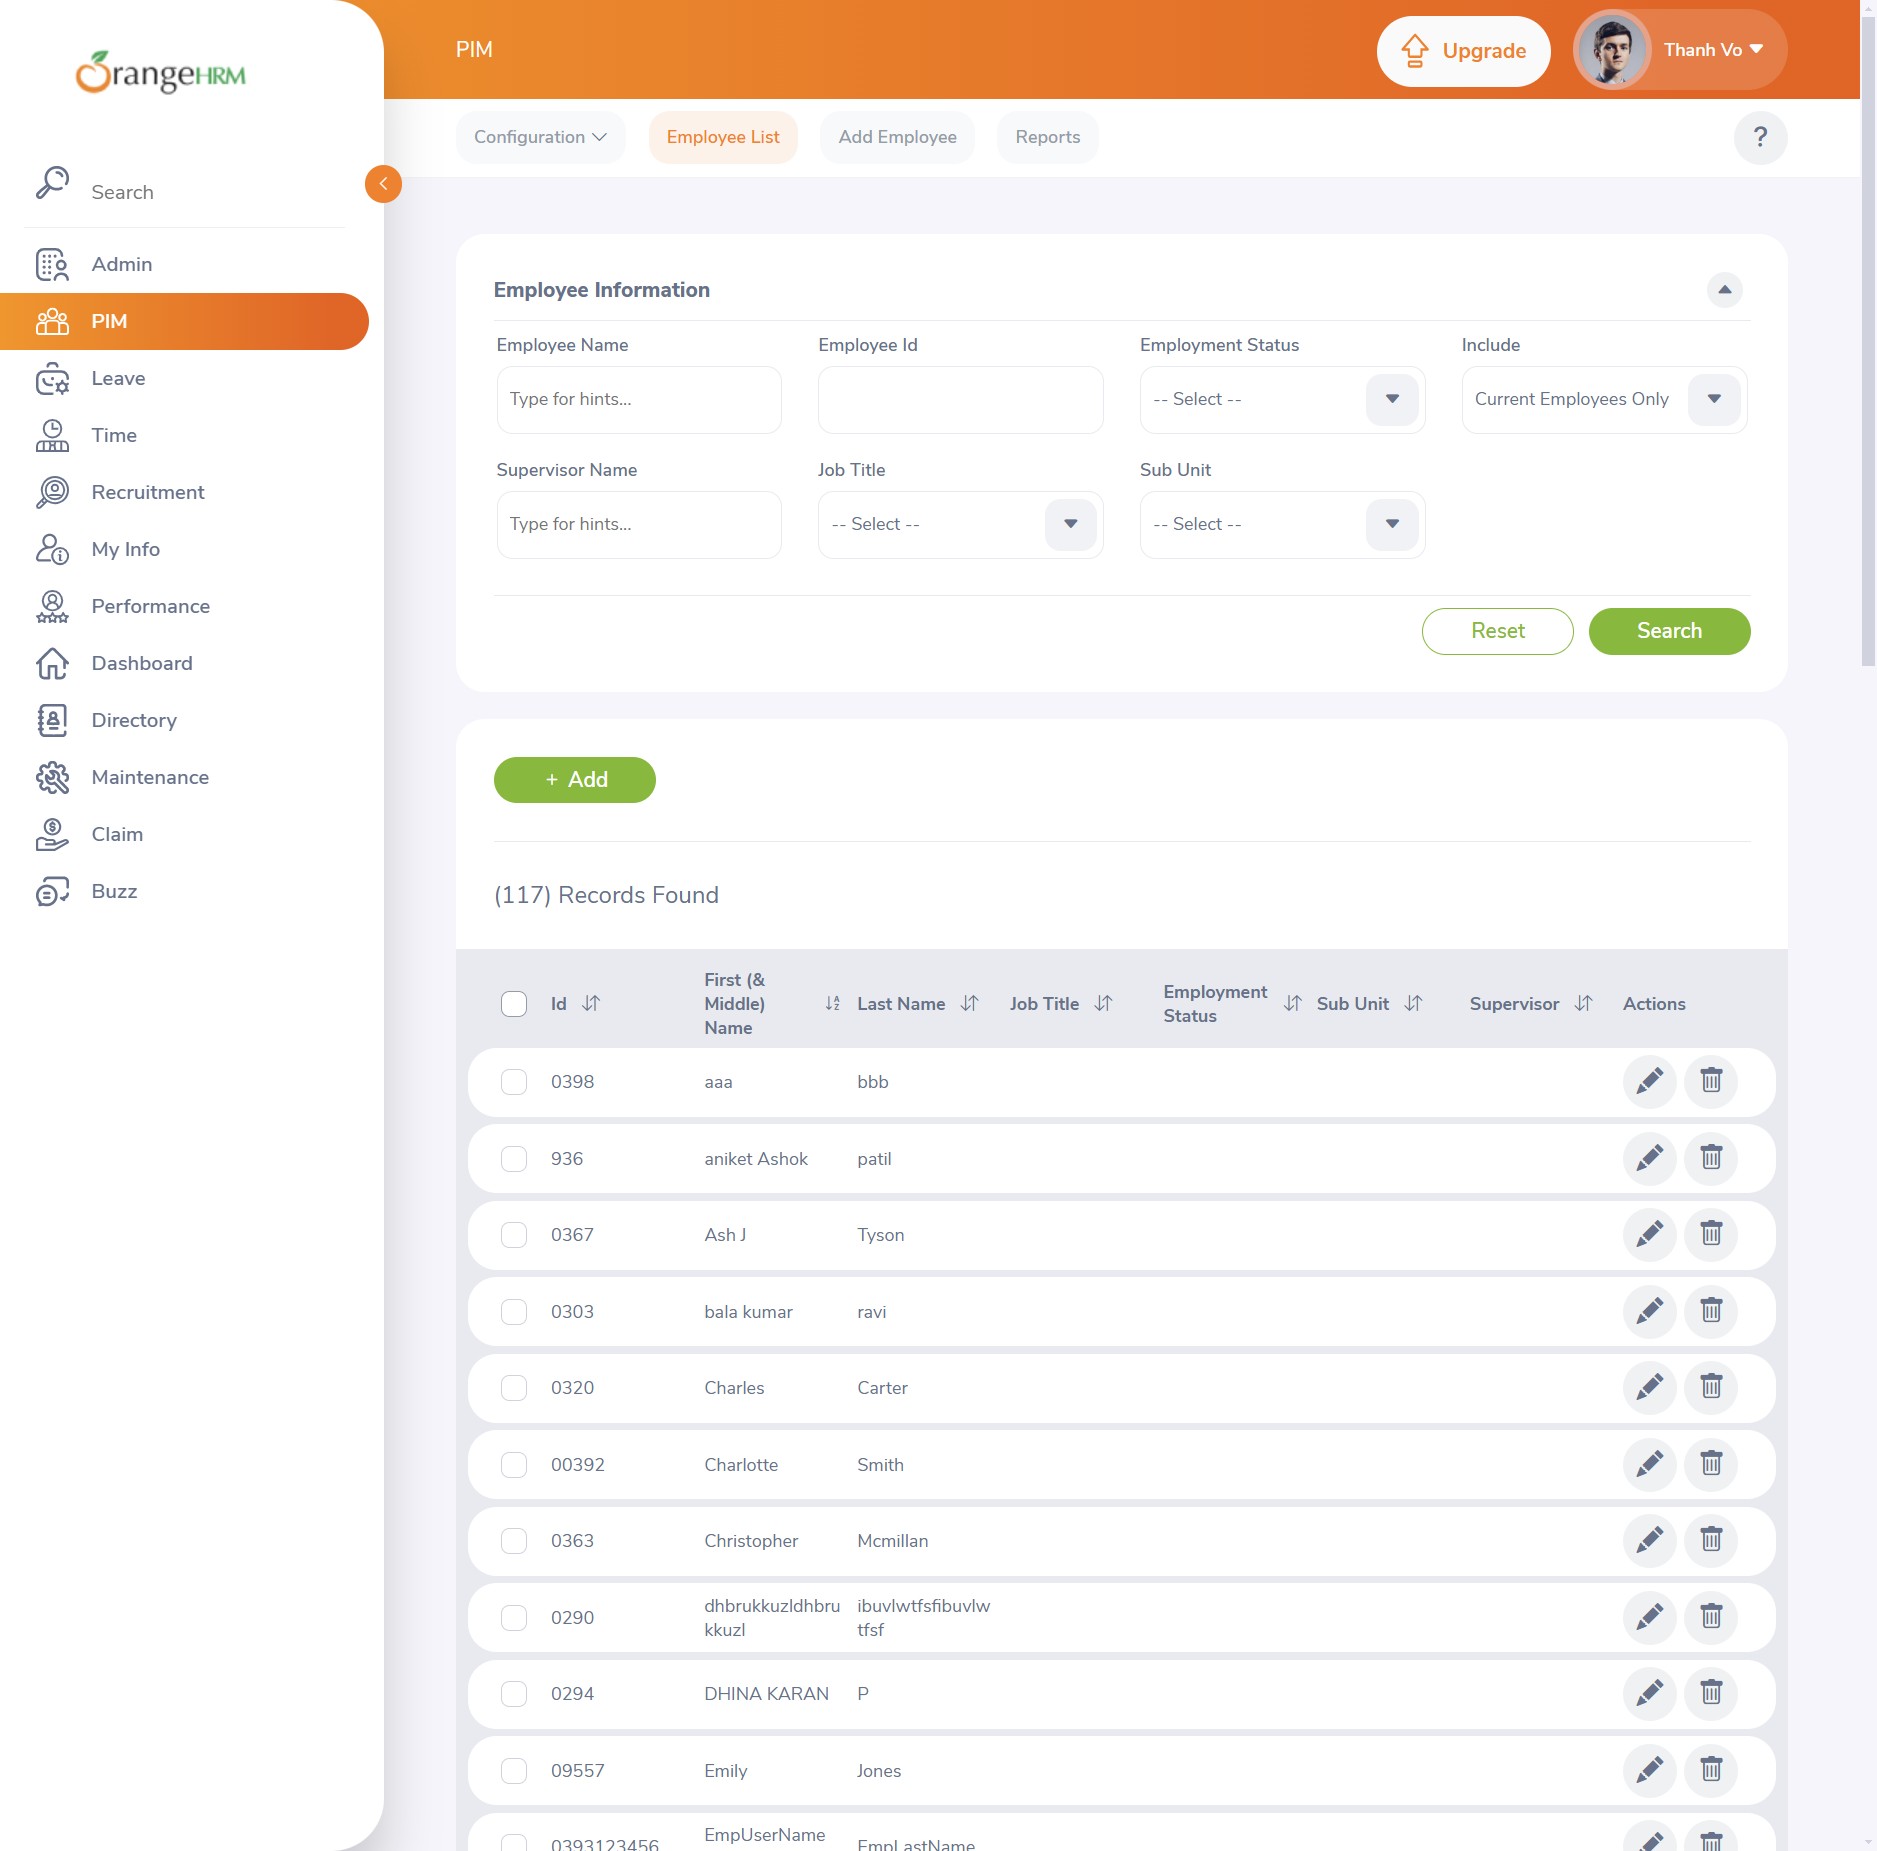 OrangeHRM
Search
Admin
PIM
Leave
Time
Recruitment
My Info
Performance
Dashboard
Directory
Maintenance
Claim
Buzz
PIM
Upgrade
Thanh Vo
Configuration
Employee List
Add Employee
Reports
?
Employee Information
Employee Name
Employee Id
Employment Status
Include
Type for hints...
-- Select --
Current Employees Only
Supervisor Name
Job Title
Sub Unit
Type for hints...
-- Select --
-- Select --
Reset
Search
+ Add
(117) Records Found
Id
First (&
Middle)
Name
Last Name
Job Title
Employment
Status
Sub Unit
Supervisor
Actions
0398 aaa bbb
936 aniket Ashok patil
0367 Ash J Tyson
0303 bala kumar ravi
0320 Charles Carter
00392 Charlotte Smith
0363 Christopher Mcmillan
0290
dhbrukkuzldhbru
kkuzl
ibuvlwtfsfibuvlw
tfsf
0294 DHINA KARAN P
09557 Emily Jones
0393123456 EmpUserName EmpLastName